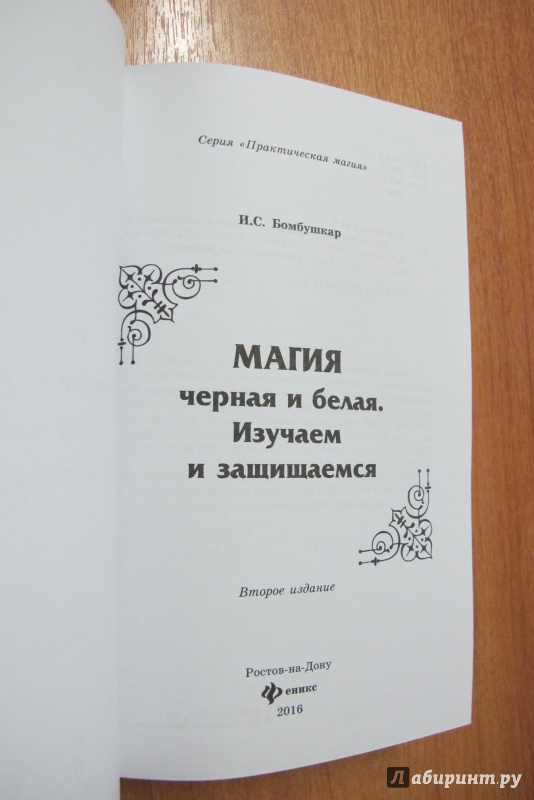 Серия «Практическая магия»
И.С. Бомбушкар
МАГИЯ
черная и белая.
Изучаем
и защищаемся
Второе издание
Ростов-на-Дону
Феникс
2016
Лабиринт.ру